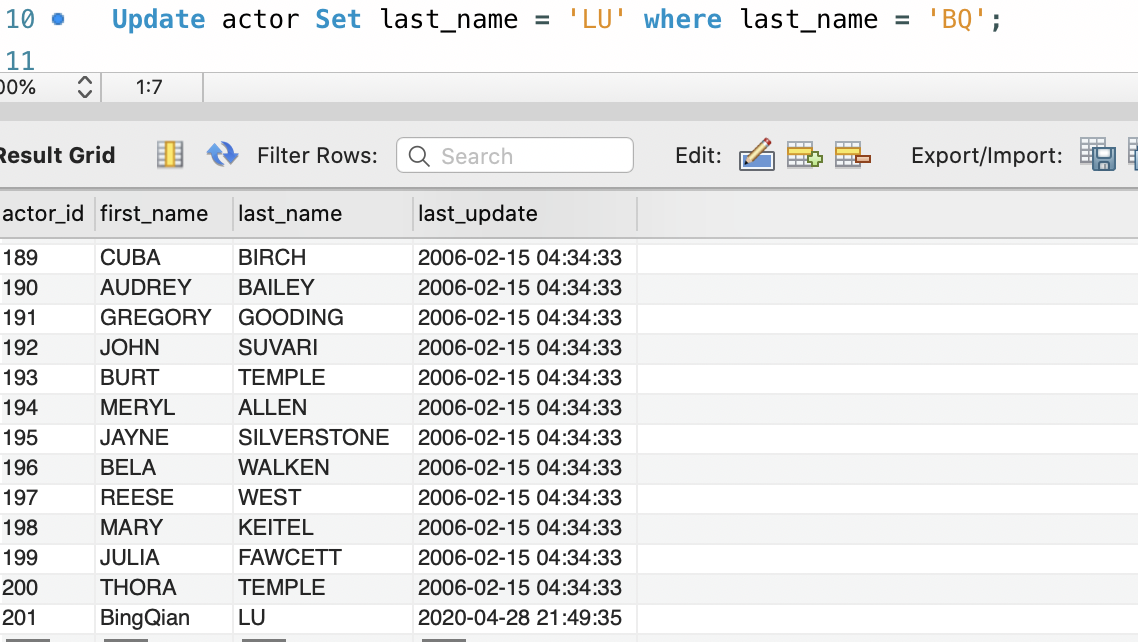 10 Update actor Set last_name = 'LU' where last_name = 'BQ';
11
00% 1:7
Result Grid Filter Rows: Search Edit: Export/Import:
actor_id first_name last_name last_update
189 CUBA BIRCH 2006-02-15 04:34:33
190 AUDREY BAILEY 2006-02-15 04:34:33
191 GREGORY GOODING 2006-02-15 04:34:33
192 JOHN SUVARI 2006-02-15 04:34:33
193 BURT TEMPLE 2006-02-15 04:34:33
194 MERYL ALLEN 2006-02-15 04:34:33
195 JAYNE SILVERSTONE 2006-02-15 04:34:33
196 BELA WALKEN 2006-02-15 04:34:33
197 REESE WEST 2006-02-15 04:34:33
198 MARY KEITEL 2006-02-15 04:34:33
199 JULIA FAWCETT 2006-02-15 04:34:33
200 THORA TEMPLE 2006-02-15 04:34:33
201 BingQian LU 2020-04-28 21:49:35